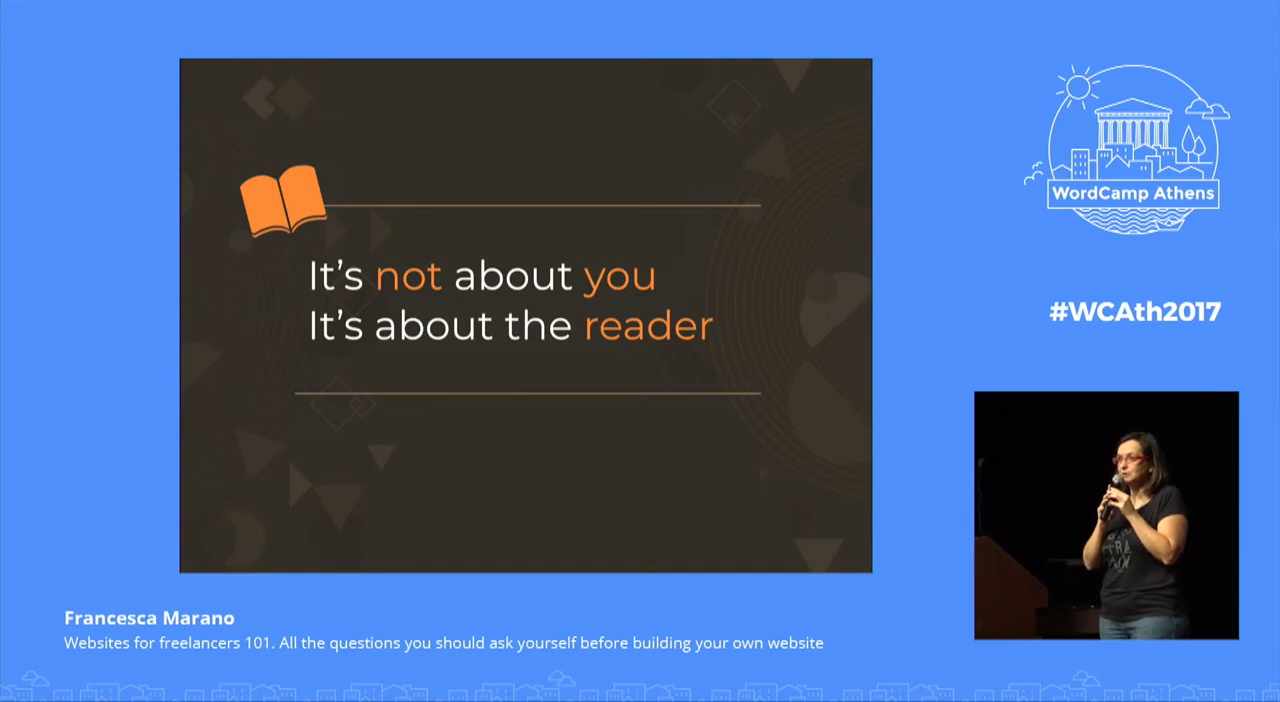 It's not about you
It's about the reader
WordCamp Athens
#WCAth2017
Francesca Marano
Websites for freelancers 101. All the questions you should ask yourself before building your own website